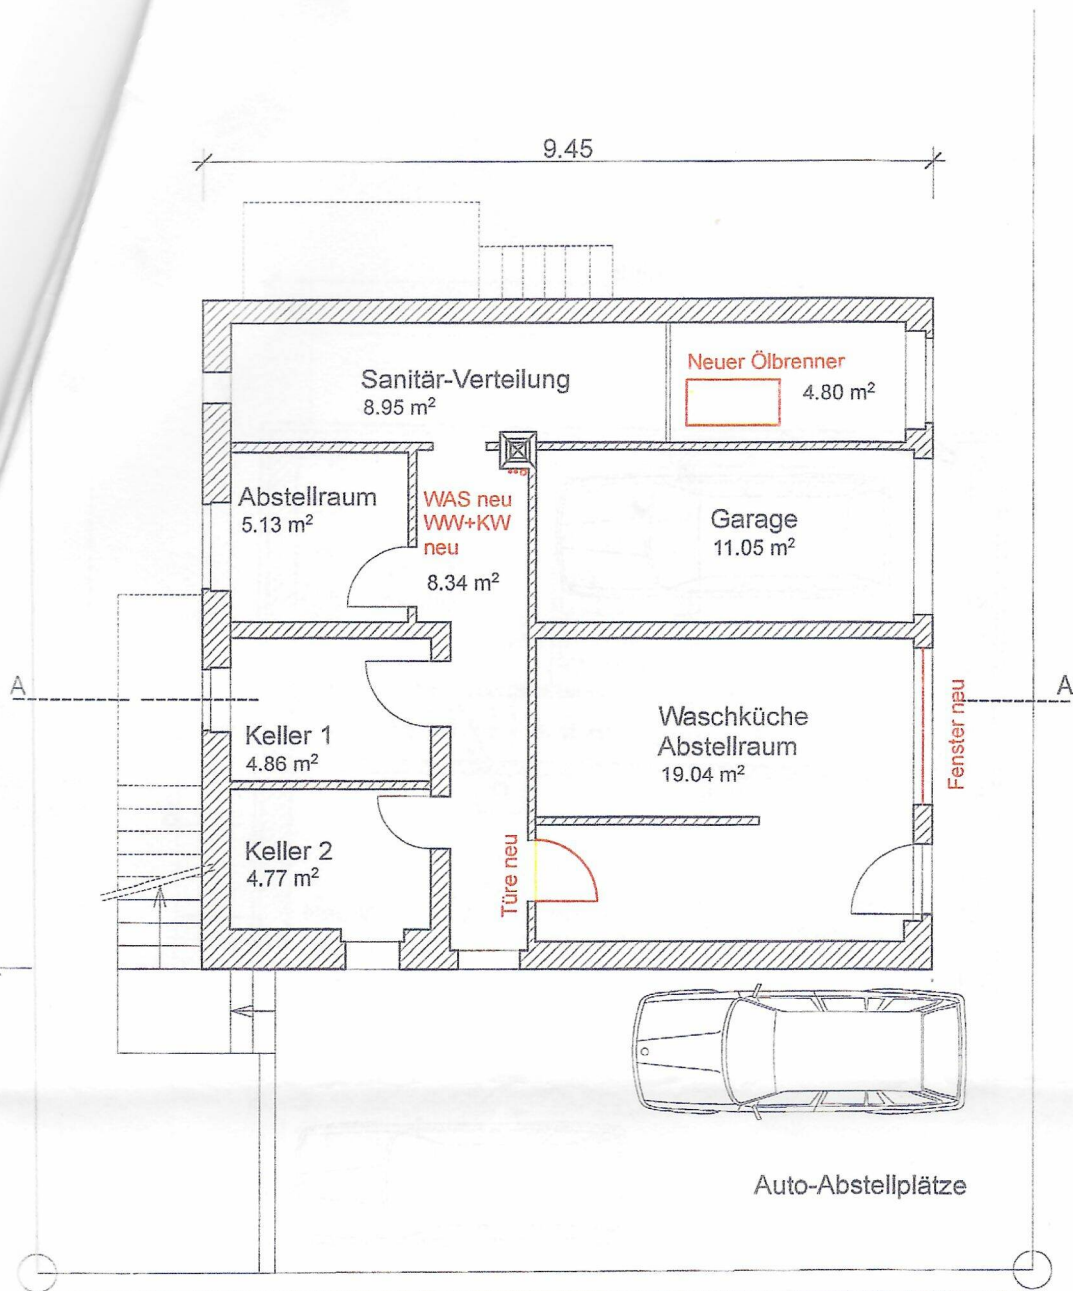 9.45
Neuer Ölbrenner
4.80 m²
Sanitär-Verteilung
8.95 m²
Abstellraum
5.13 m²
WAS neu
WW+KW
neu
8.34 m²
Garage
11.05 m²
A
A
Keller 1
4.86 m²
Waschküche
Abstellraum
19.04 m²
Fenster neu
Keller 2
4.77 m²
Türe neu
Auto-Abstellplätze